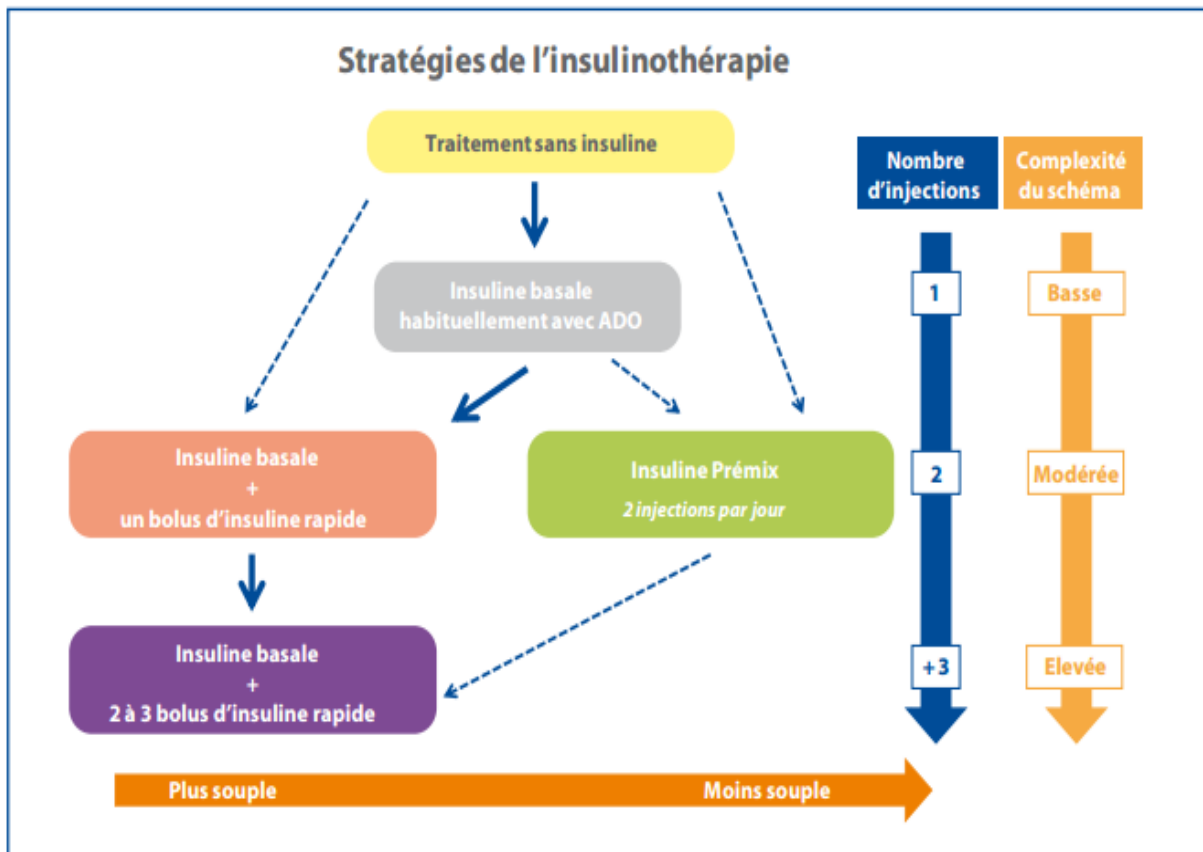 Stratégies de l'insulinothérapie
Traitement sans insuline
Nombre
d'injections
Complexité
du schéma
Insuline basale
habituellement avec ADO
1
Basse
Insuline basale
+
un bolus d'insuline rapide
Insuline Prémix
2 injections par jour
2
Modérée
Insuline basale
+
2 à 3 bolus d'insuline rapide
+3
Elevée
Plus souple
Moins souple